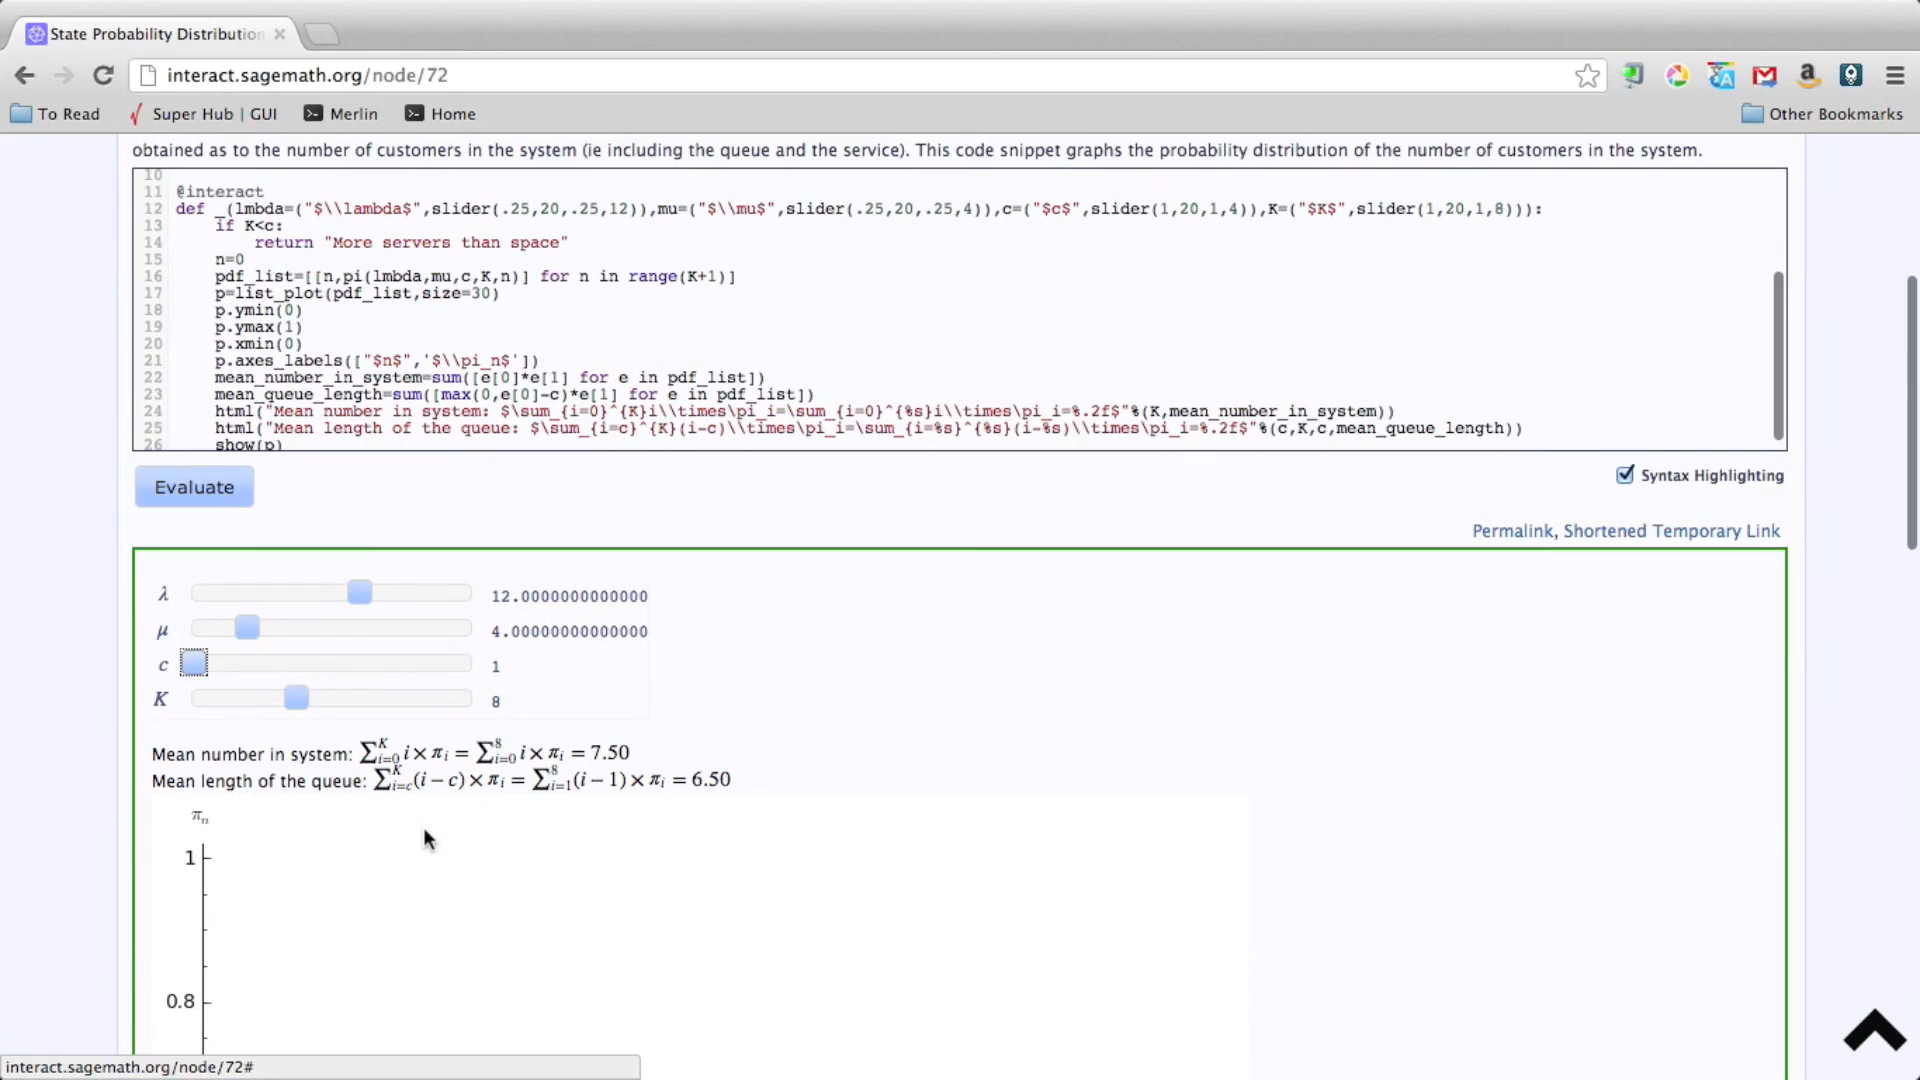 State Probability Distribution
interact.sagemath.org/node/72
To Read
Super Hub | GUI
Merlin
Home
Other Bookmarks
obtained as to the number of customers in the system (ie including the queue and the service). This code snippet graphs the probability distribution of the number of customers in the system.
10
11 @interact
12 def _(lmbda=("$\\lambda$",slider(.25,20,.25,12)),mu=("$\\mu$",slider(.25,20,.25,4)),c=("$c$",slider(1,20,1,4)),K=("$K$",slider(1,20,1,8))):
13 if K<c:
14 return "More servers than space"
15 n=0
16 pdf_list=[[n,pi(lmbda,mu,c,K,n)] for n in range(K+1)]
17 p=list_plot(pdf_list,size=30)
18 p.ymin(0)
19 p.ymax(1)
20 p.xmin(0)
21 p.axes_labels(["$n$",'$\\pi_n$'])
22 mean_number_in_system=sum([e[0]*e[1] for e in pdf_list])
23 mean_queue_length=sum([max(0,e[0]-c)*e[1] for e in pdf_list])
24 html("Mean number in system: $\sum_{i=0}^{K}i\\times\pi_i=\sum_{i=0}^{%s}i\\times\pi_i=%.2f$"%(K,mean_number_in_system))
25 html("Mean length of the queue: $\sum_{i=c}^{K}(i-c)\\times\pi_i=\sum_{i=%s}^{%s}(i-%s)\\times\pi_i=%.2f$"%(c,K,c,mean_queue_length))
26 show(p)
Evaluate
Syntax Highlighting
Permalink, Shortened Temporary Link
λ 12.0000000000000
μ 4.00000000000000
c 1
K 8
Mean number in system: ∑_{i=0}^{K} i × π_i = ∑_{i=0}^{8} i × π_i = 7.50
Mean length of the queue: ∑_{i=c}^{K} (i − c) × π_i = ∑_{i=1}^{8} (i − 1) × π_i = 6.50
π_n
1
0.8
interact.sagemath.org/node/72#